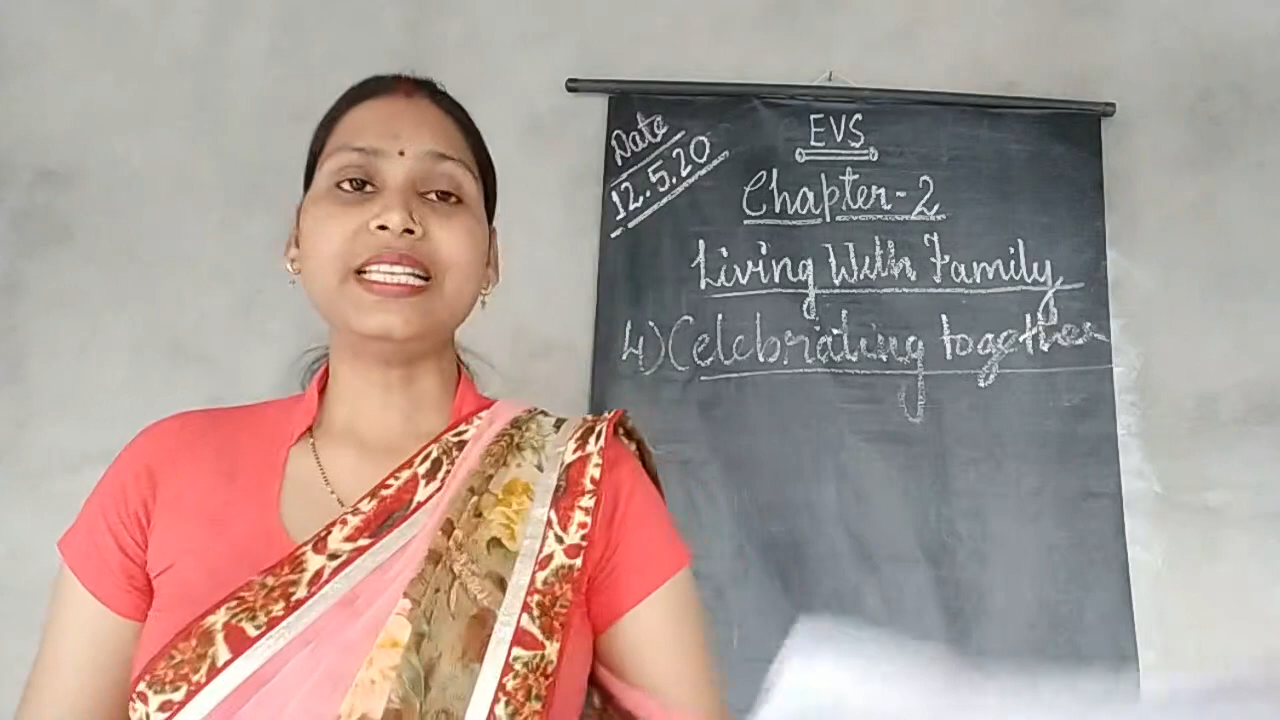 Date
12.5.20
EVS
Chapter-2
Living With Family
4) Celebrating together